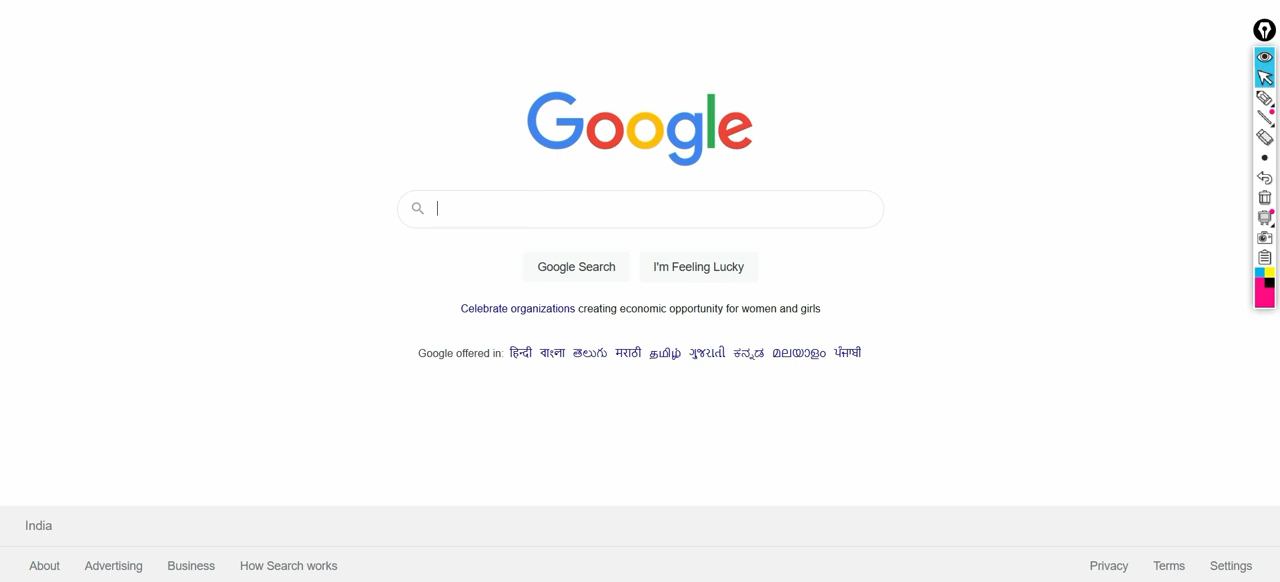 Google
Google Search I'm Feeling Lucky
Celebrate organizations creating economic opportunity for women and girls
Google offered in: हिन्दी বাংলা తెలుగు मराठी தமிழ் ગુજરાતી ಕನ್ನಡ മലയാളം ਪੰਜਾਬੀ
India
About Advertising Business How Search works Privacy Terms Settings